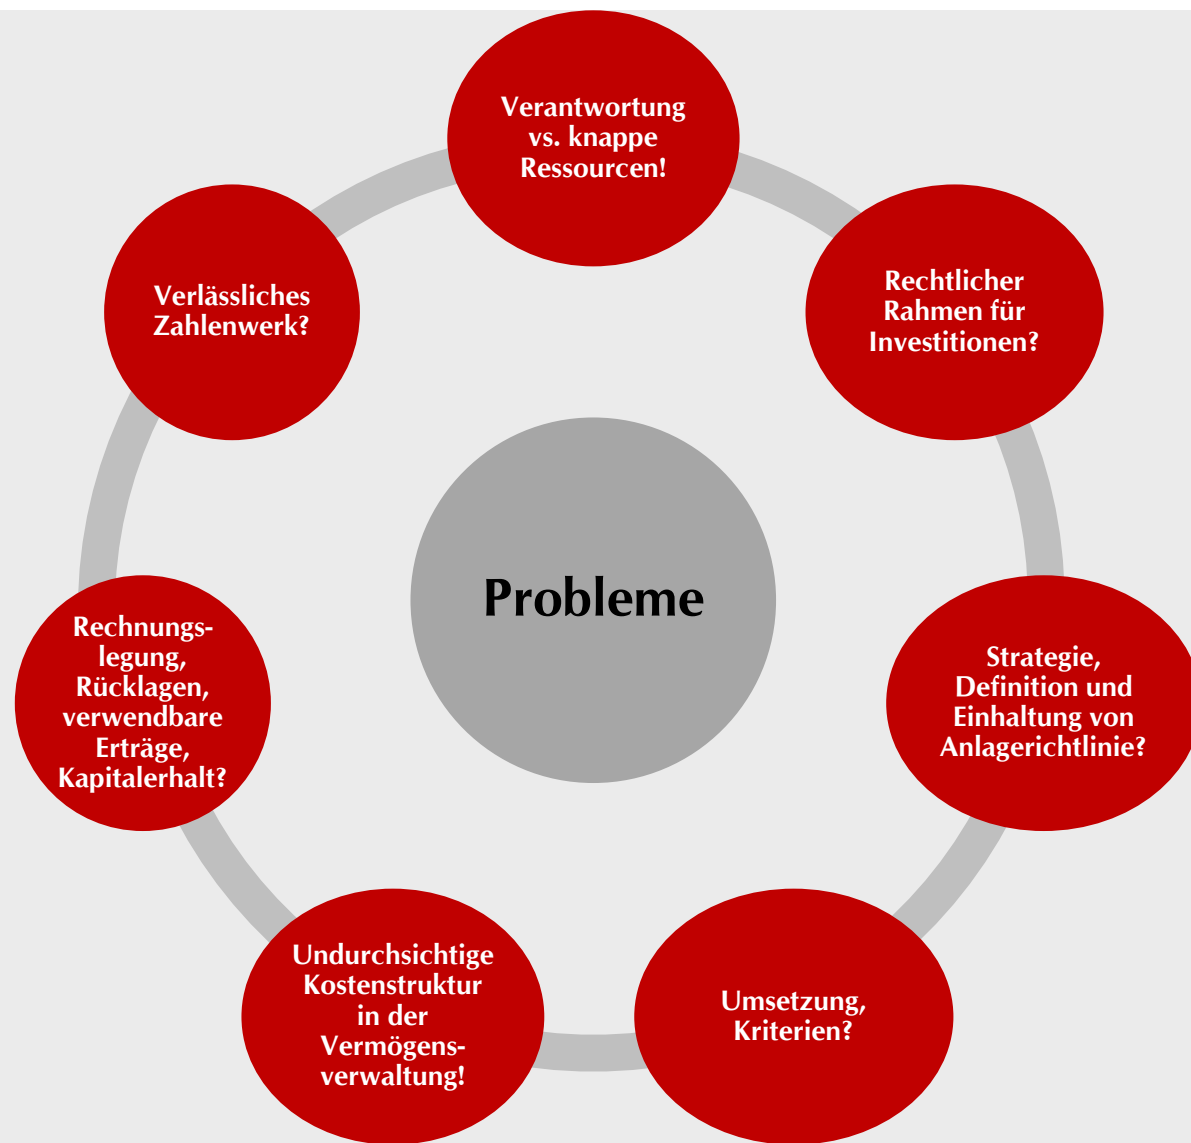 Verantwortung
vs. knappe
Ressourcen!
Rechtlicher
Rahmen für
Investitionen?
Strategie,
Definition und
Einhaltung von
Anlagerichtlinie?
Umsetzung,
Kriterien?
Undurchsichtige
Kostenstruktur
in der
Vermögens-
verwaltung!
Rechnungs-
legung,
Rücklagen,
verwendbare
Erträge,
Kapitalerhalt?
Verlässliches
Zahlenwerk?
Probleme